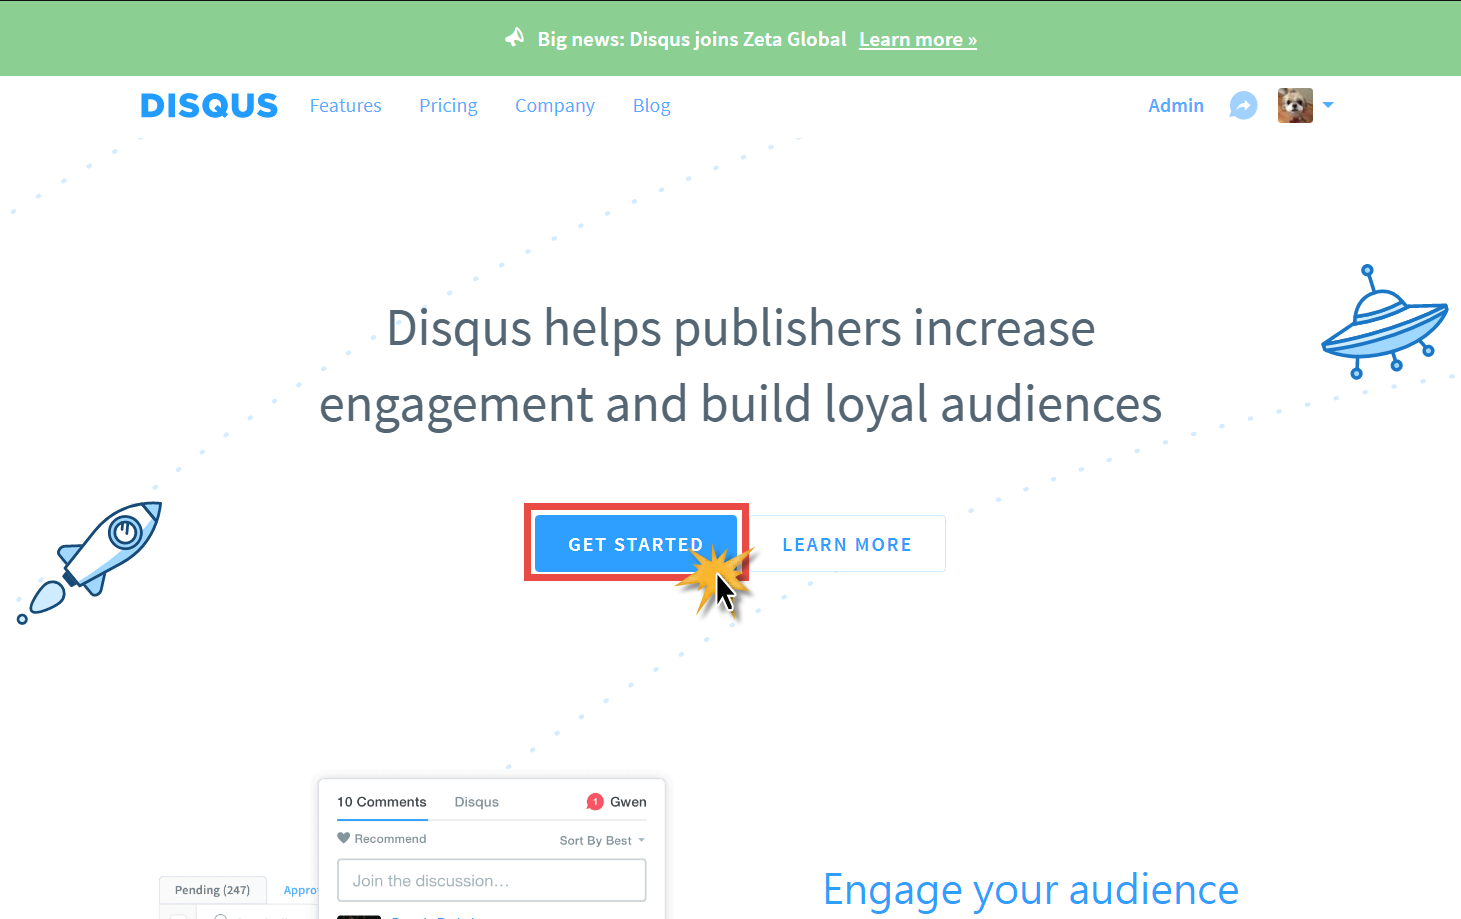 Big news: Disqus joins Zeta Global Learn more »
DISQUS Features Pricing Company Blog Admin
Disqus helps publishers increase
engagement and build loyal audiences
GET STARTED LEARN MORE
10 Comments Disqus 1 Gwen
Recommend Sort By Best
Join the discussion...
Pending (247) Appro
Engage your audience